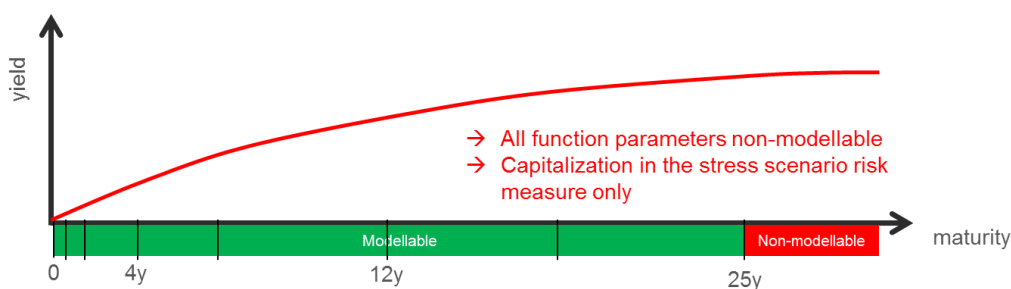 yield
→ All function parameters non-modellable
→ Capitalization in the stress scenario risk
measure only
Modellable
Non-modellable
maturity
0
4y
12y
25y